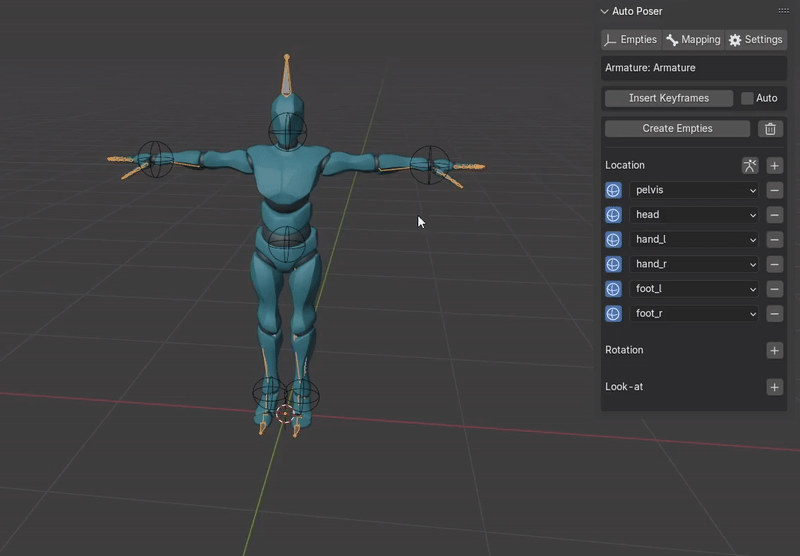 Auto Poser
Empties Mapping Settings
Armature: Armature
Insert Keyframes Auto
Create Empties
Location
pelvis
head
hand_l
hand_r
foot_l
foot_r
Rotation
Look-at